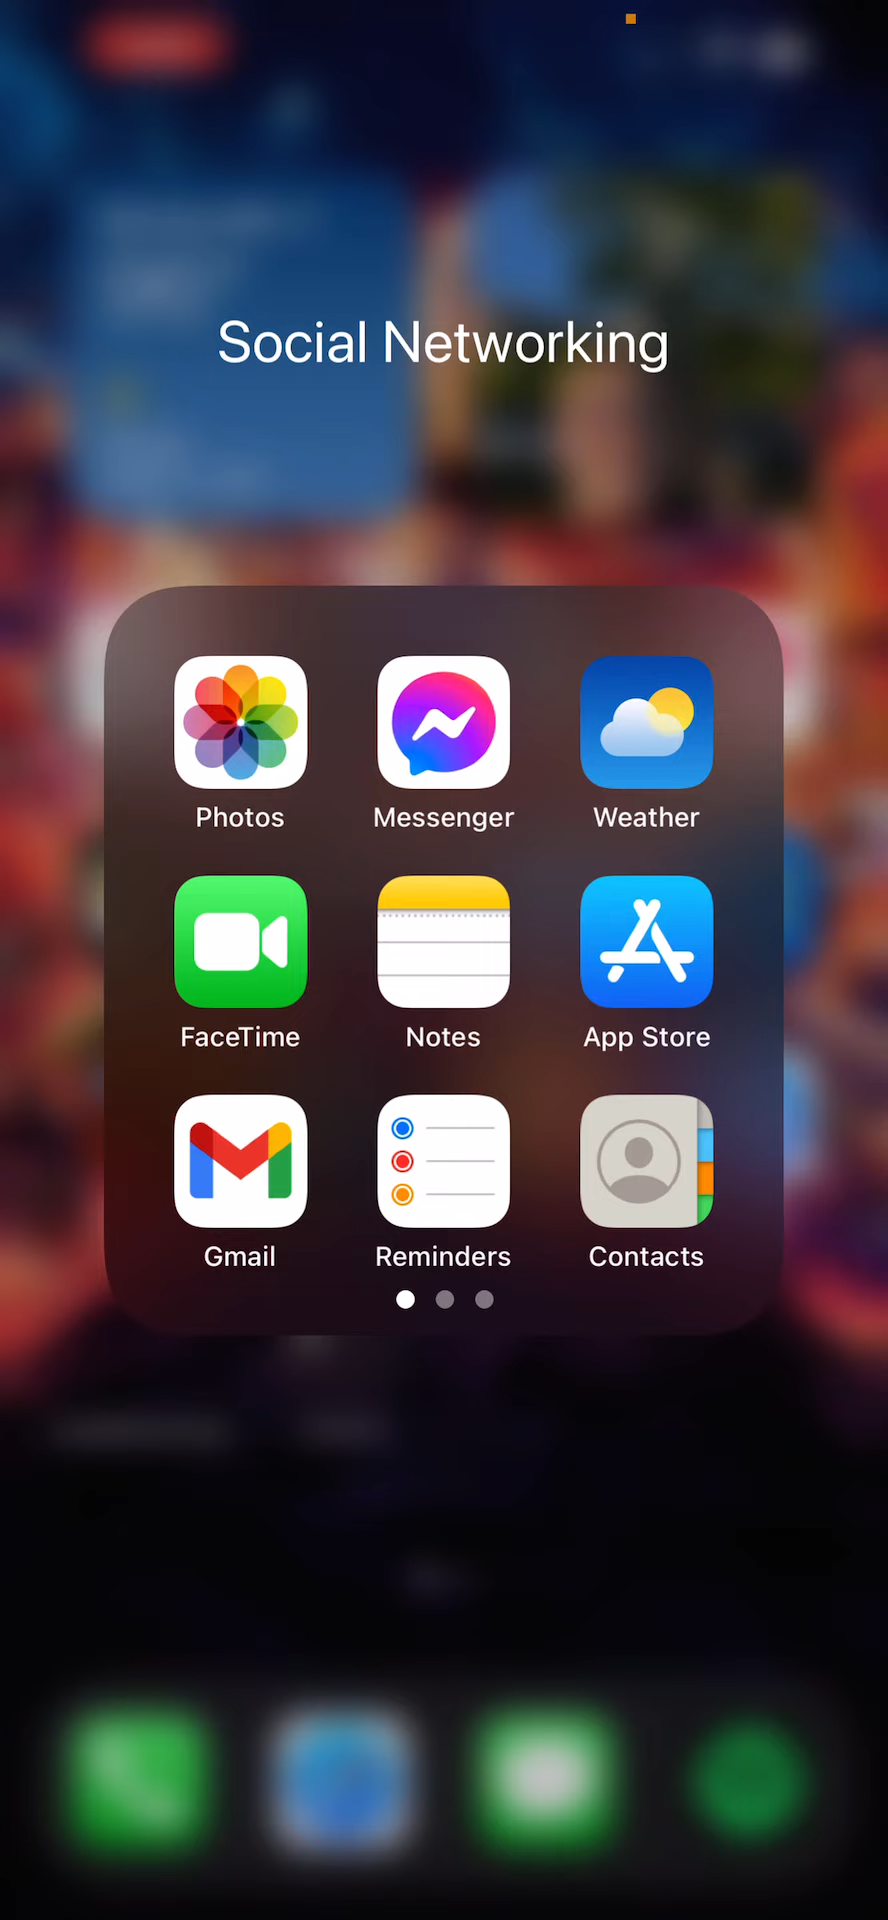 Social Networking
Photos
Messenger
Weather
FaceTime
Notes
App Store
Gmail
Reminders
Contacts